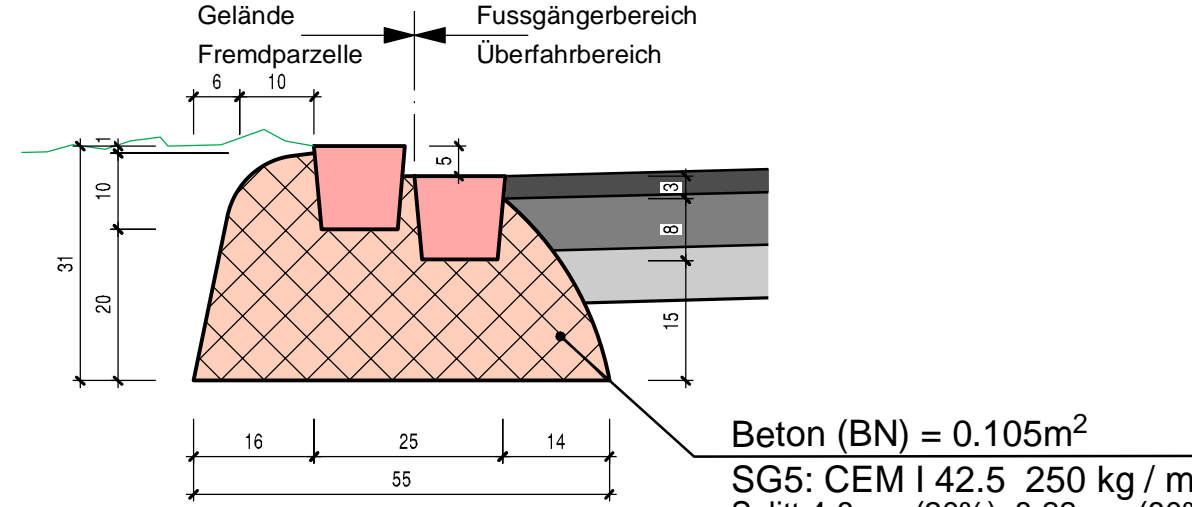 Gelände
Fussgängerbereich
Fremdparzelle
Überfahrbereich
6
10
1
5
10
3
8
31
20
15
16
25
14
55
Beton (BN) = 0.105m²
SG5: CEM I 42.5 250 kg / m